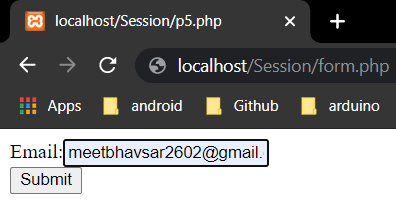 localhost/Session/p5.php
localhost/Session/form.php
Apps android Github arduino
Email: meetbhavsar2602@gmail.
Submit